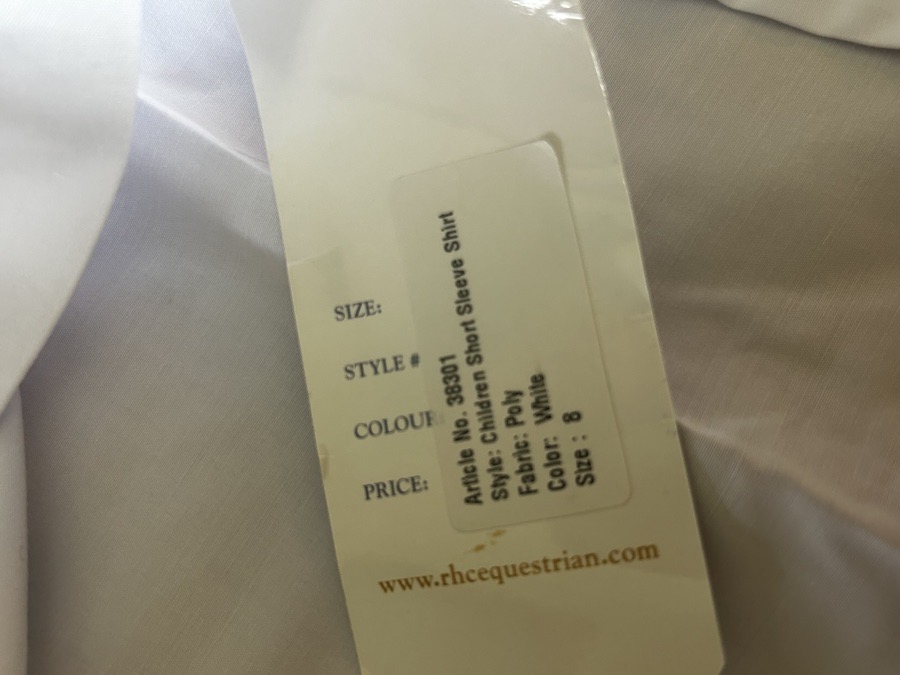 SIZE:
STYLE #
COLOUR
PRICE:
Article No. 38301
Style: Children Short Sleeve Shirt
Fabric: Poly
Color: White
Size : 8
www.rhcequestrian.com